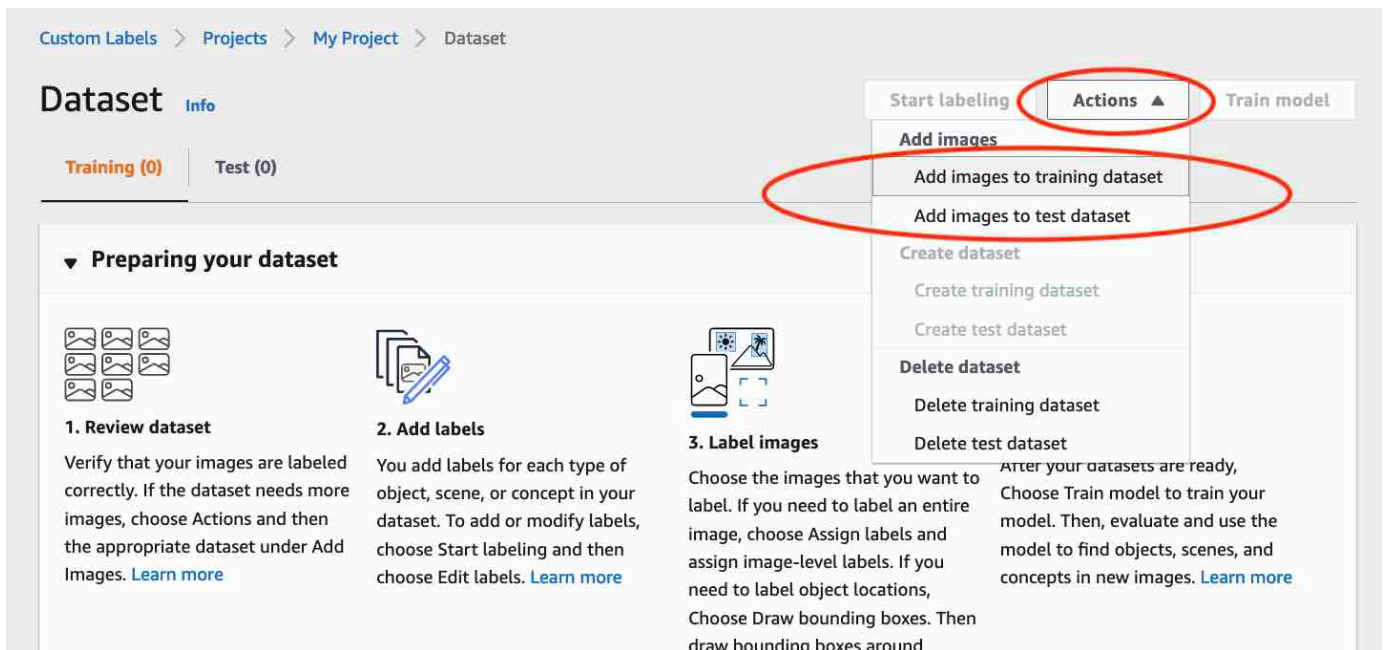 Custom Labels > Projects > My Project > Dataset
Dataset Info
Start labeling
Actions ▲
Train model
Training (0)
Test (0)
Add images
Add images to training dataset
Add images to test dataset
Create dataset
Create training dataset
Create test dataset
Delete dataset
Delete training dataset
Delete test dataset
▼ Preparing your dataset
1. Review dataset
Verify that your images are labeled
correctly. If the dataset needs more
images, choose Actions and then
the appropriate dataset under Add
Images. Learn more
2. Add labels
You add labels for each type of
object, scene, or concept in your
dataset. To add or modify labels,
choose Start labeling and then
choose Edit labels. Learn more
3. Label images
Choose the images that you want to
label. If you need to label an entire
image, choose Assign labels and
assign image-level labels. If you
need to label object locations,
Choose Draw bounding boxes. Then
draw bounding boxes around
After your datasets are ready,
Choose Train model to train your
model. Then, evaluate and use the
model to find objects, scenes, and
concepts in new images. Learn more